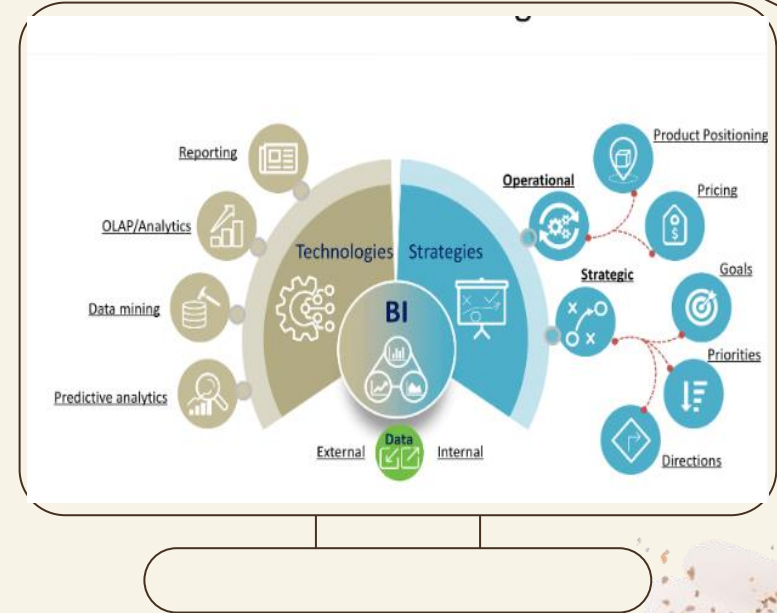 Reporting
OLAP/Analytics
Data mining
Predictive analytics
Technologies
Strategies
BI
Data
External
Internal
Operational
Product Positioning
Pricing
Strategic
Goals
Priorities
Directions
$